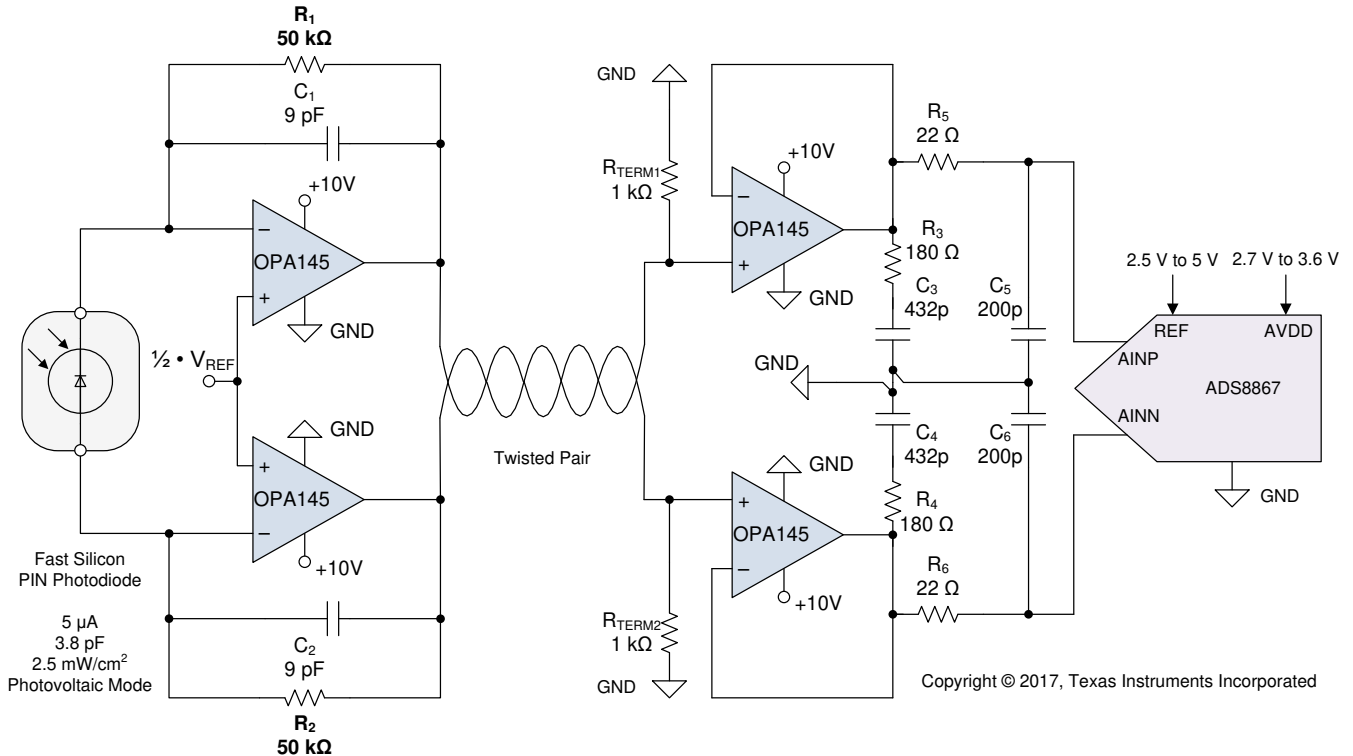 R1
50 kΩ
C1
9 pF
+10V
OPA145
GND
½ • VREF
GND
OPA145
+10V
Fast Silicon
PIN Photodiode
5 µA
3.8 pF
2.5 mW/cm2
Photovoltaic Mode
C2
9 pF
R2
50 kΩ
Twisted Pair
GND
RTERM1
1 kΩ
+10V
OPA145
GND
R5
22 Ω
R3
180 Ω
C3
432p
C5
200p
GND
C4
432p
C6
200p
GND
R4
180 Ω
OPA145
+10V
R6
22 Ω
RTERM2
1 kΩ
GND
2.5 V to 5 V
2.7 V to 3.6 V
REF
AVDD
AINP
ADS8867
AINN
GND
Copyright © 2017, Texas Instruments Incorporated
− + + − − + + −